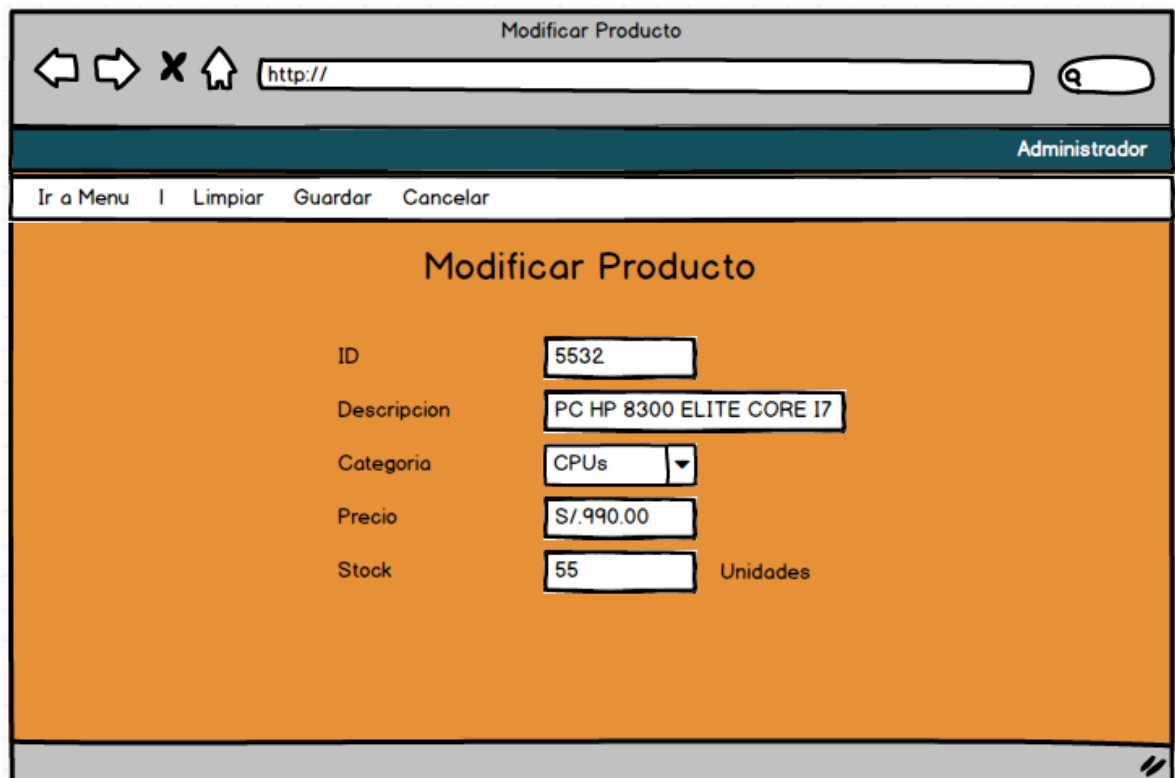 Modificar Producto
http://
Administrador
Ir a Menu | Limpiar Guardar Cancelar
Modificar Producto
ID 5532
Descripcion PC HP 8300 ELITE CORE I7
Categoria CPUs
Precio S/.990.00
Stock 55 Unidades